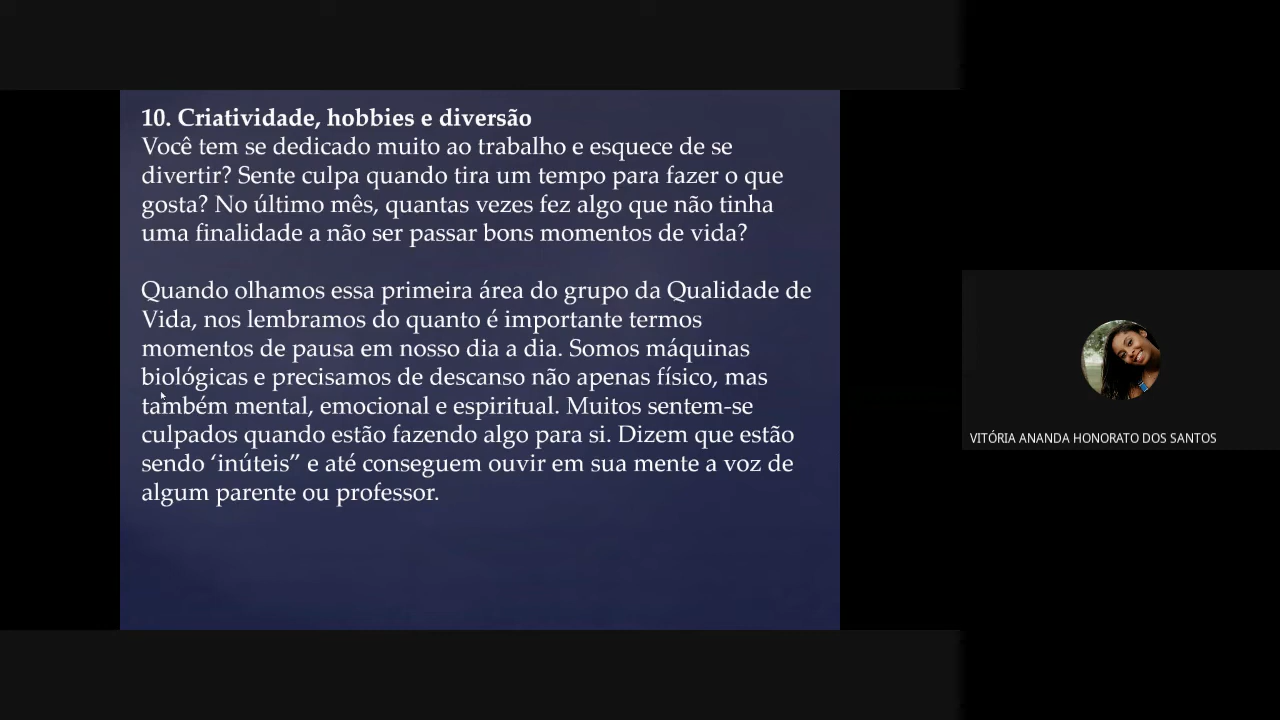 10. Criatividade, hobbies e diversão
Você tem se dedicado muito ao trabalho e esquece de se
divertir? Sente culpa quando tira um tempo para fazer o que
gosta? No último mês, quantas vezes fez algo que não tinha
uma finalidade a não ser passar bons momentos de vida?
Quando olhamos essa primeira área do grupo da Qualidade de
Vida, nos lembramos do quanto é importante termos
momentos de pausa em nosso dia a dia. Somos máquinas
biológicas e precisamos de descanso não apenas físico, mas
também mental, emocional e espiritual. Muitos sentem-se
culpados quando estão fazendo algo para si. Dizem que estão
sendo ‘inúteis” e até conseguem ouvir em sua mente a voz de
algum parente ou professor.
VITÓRIA ANANDA HONORATO DOS SANTOS